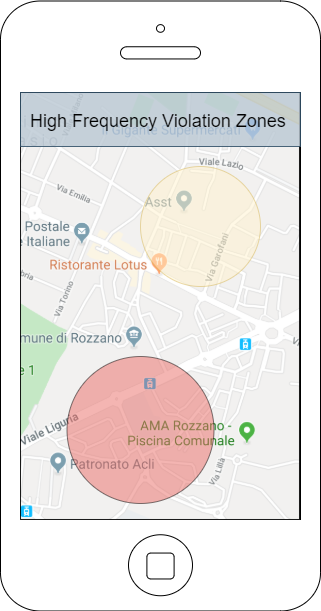 High Frequency Violation Zones
Il Gigante Supermercati
Viale Lazio
Via Emilia
Asst
Postale
e Italiane
Via Garofani
Ristorante Lotus
Via Torino
mune di Rozzano
e 1
Viale Liguria
AMA Rozzano -
Piscina Comunale
Patronato Acli
Via Lilla